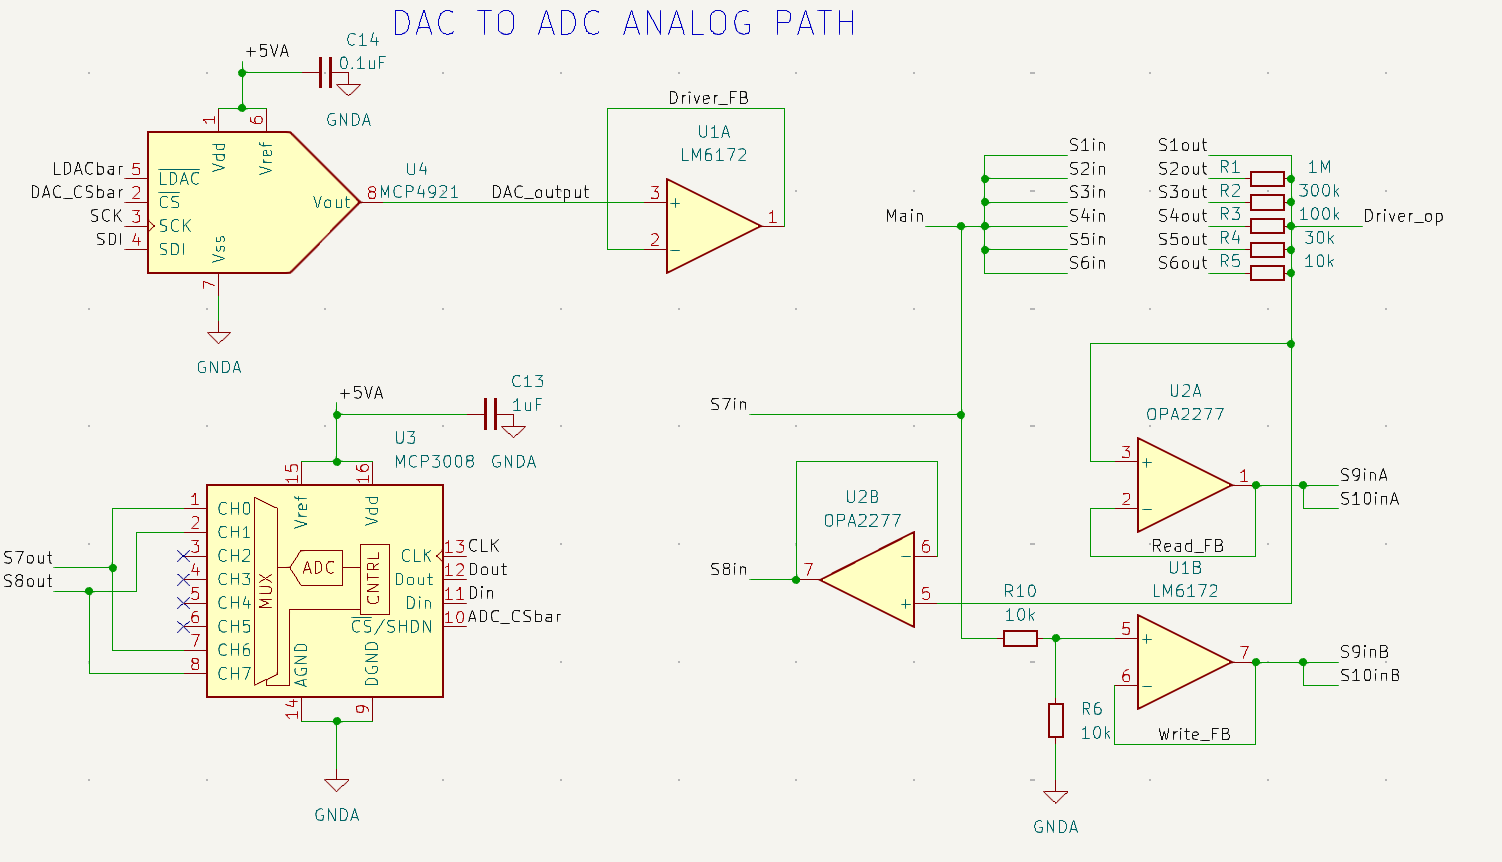 DAC TO ADC ANALOG PATH
+5VA
C14
0.1uF
GNDA
1
6
Vdd
Vref
LDACbar
5
LDAC
DAC_CSbar
2
CS
SCK
3
SCK
SDI
4
SDI
Vss
7
GNDA
Vout
8
U4
MCP4921
DAC_output
Driver_FB
U1A
LM6172
3
+
2
−
1
Main
S1in
S2in
S3in
S4in
S5in
S6in
S1out
S2out
R1
1M
S3out
R2
300k
S4out
R3
100k
S5out
R4
30k
S6out
R5
10k
Driver_op
+5VA
C13
1uF
GNDA
U3
MCP3008
15
16
Vref
Vdd
S7out
S8out
1
CH0
2
CH1
3
CH2
4
CH3
5
CH4
6
CH5
7
CH6
8
CH7
MUX
ADC
CNTRL
CLK
13
CLK
Dout
12
Dout
Din
11
Din
CS/SHDN
10
ADC_CSbar
AGND
DGND
14
9
GNDA
S7in
S8in
U2B
OPA2277
7
6
−
5
+
U2A
OPA2277
3
+
2
−
1
S9inA
S10inA
Read_FB
U1B
LM6172
R10
10k
5
+
6
−
7
S9inB
S10inB
Write_FB
R6
10k
GNDA